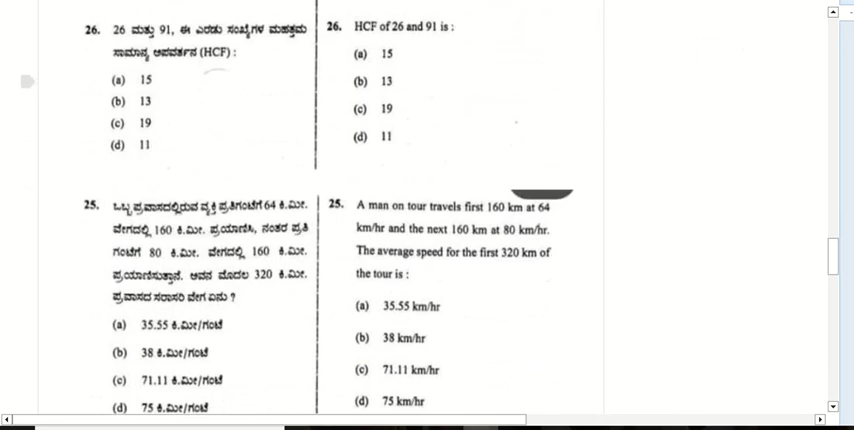 26. 26 ಮತ್ತು 91, ಈ ಎರಡು ಸಂಖ್ಯೆಗಳ ಮಹತ್ತಮ
ಸಾಮಾನ್ಯ ಅಪವರ್ತನ (HCF) :
(a) 15
(b) 13
(c) 19
(d) 11
26. HCF of 26 and 91 is :
(a) 15
(b) 13
(c) 19
(d) 11
25. ಒಬ್ಬ ಪ್ರವಾಸದಲ್ಲಿರುವ ವ್ಯಕ್ತಿ ಪ್ರತಿಗಂಟೆಗೆ 64 ಕಿ.ಮೀ.
ವೇಗದಲ್ಲಿ 160 ಕಿ.ಮೀ. ಪ್ರಯಾಣಿಸಿ, ನಂತರ ಪ್ರತಿ
ಗಂಟೆಗೆ 80 ಕಿ.ಮೀ. ವೇಗದಲ್ಲಿ 160 ಕಿ.ಮೀ.
ಪ್ರಯಾಣಿಸುತ್ತಾನೆ. ಅವನ ಮೊದಲ 320 ಕಿ.ಮೀ.
ಪ್ರವಾಸದ ಸರಾಸರಿ ವೇಗ ಏನು ?
(a) 35.55 ಕಿ.ಮೀ/ಗಂಟೆ
(b) 38 ಕಿ.ಮೀ/ಗಂಟೆ
(c) 71.11 ಕಿ.ಮೀ/ಗಂಟೆ
(d) 75 ಕಿ.ಮೀ/ಗಂಟೆ
25. A man on tour travels first 160 km at 64
km/hr and the next 160 km at 80 km/hr.
The average speed for the first 320 km of
the tour is :
(a) 35.55 km/hr
(b) 38 km/hr
(c) 71.11 km/hr
(d) 75 km/hr